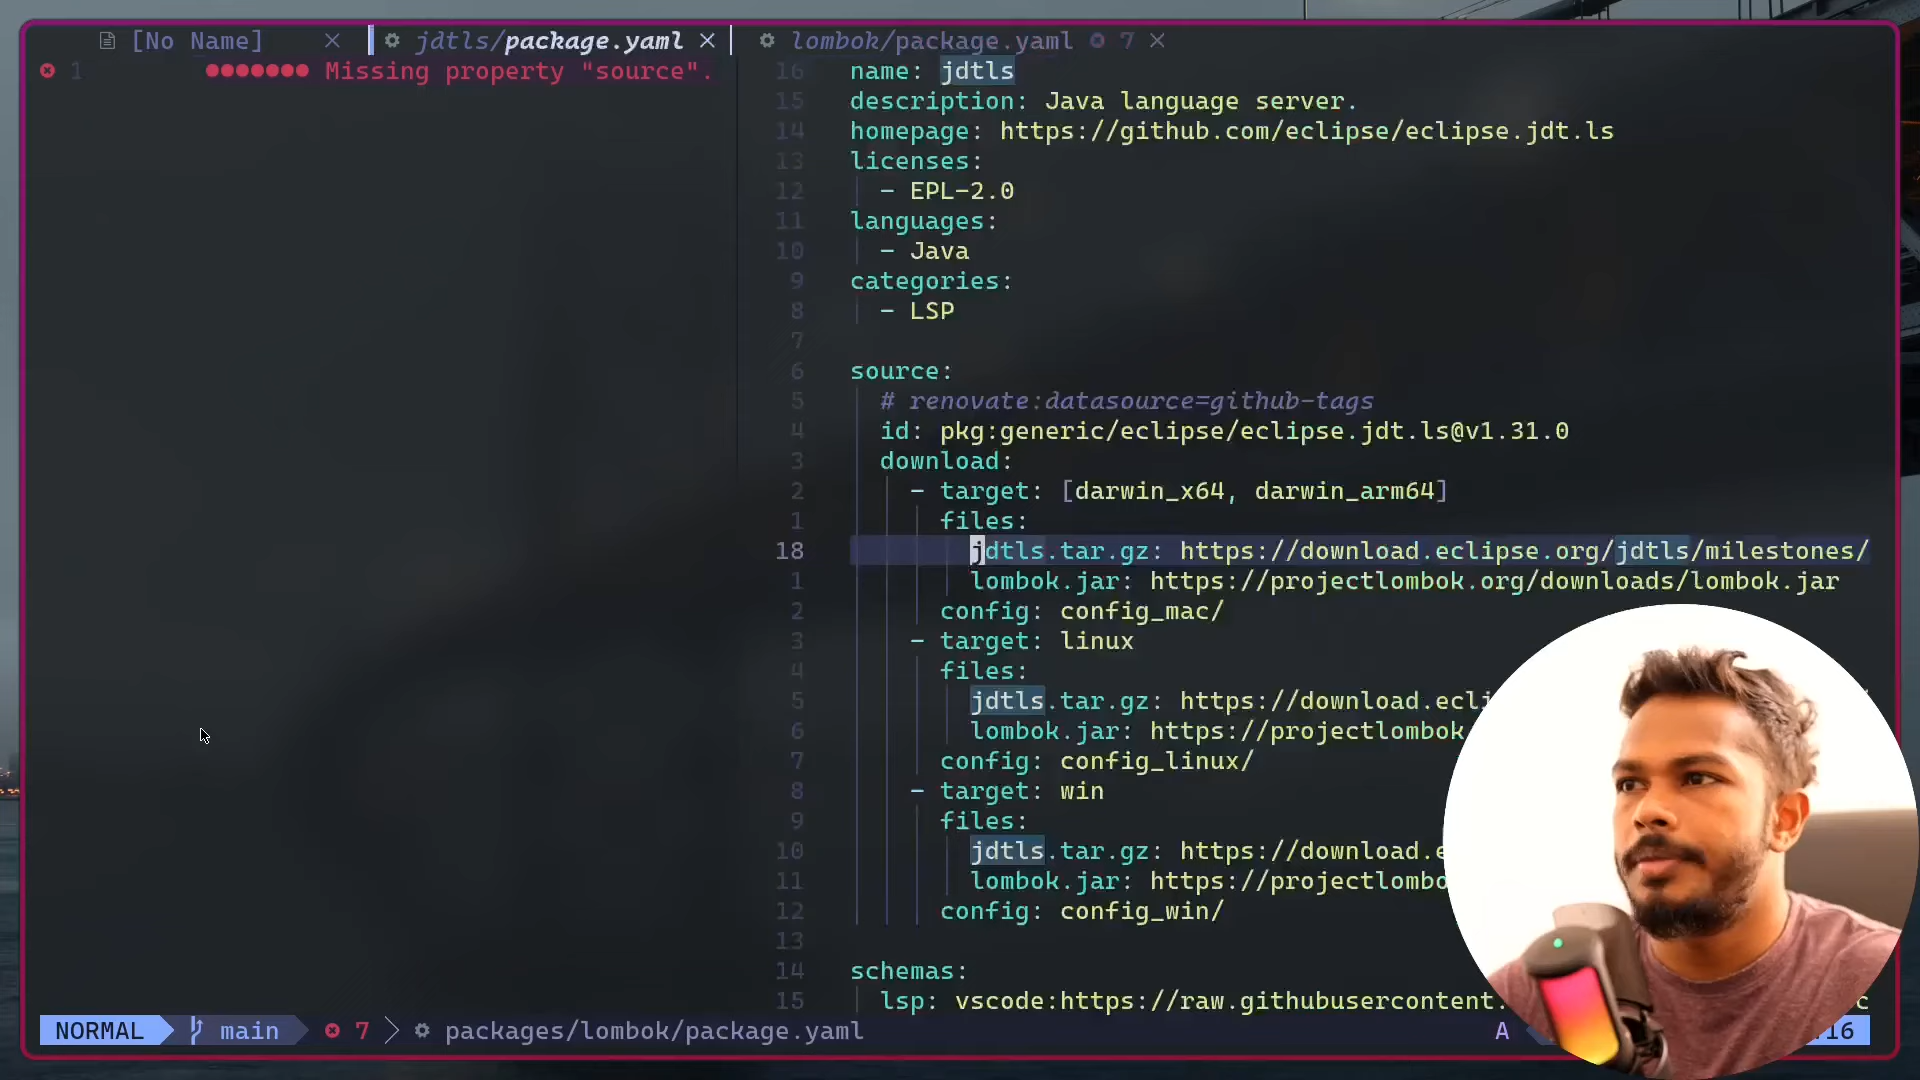 [No Name]
jdtls/package.yaml
lombok/package.yaml 7
1 Missing property "source".
16 name: jdtls
15 description: Java language server.
14 homepage: https://github.com/eclipse/eclipse.jdt.ls
13 licenses:
12 - EPL-2.0
11 languages:
10 - Java
9 categories:
8 - LSP
7
6 source:
5 # renovate:datasource=github-tags
4 id: pkg:generic/eclipse/eclipse.jdt.ls@v1.31.0
3 download:
2 - target: [darwin_x64, darwin_arm64]
1 files:
18 jdtls.tar.gz: https://download.eclipse.org/jdtls/milestones/
1 lombok.jar: https://projectlombok.org/downloads/lombok.jar
2 config: config_mac/
3 - target: linux
4 files:
5 jdtls.tar.gz: https://download.ecli
6 lombok.jar: https://projectlombok.
7 config: config_linux/
8 - target: win
9 files:
10 jdtls.tar.gz: https://download.e
11 lombok.jar: https://projectlombo
12 config: config_win/
13
14 schemas:
15 lsp: vscode:https://raw.githubusercontent.
NORMAL main 7 packages/lombok/package.yaml A 16